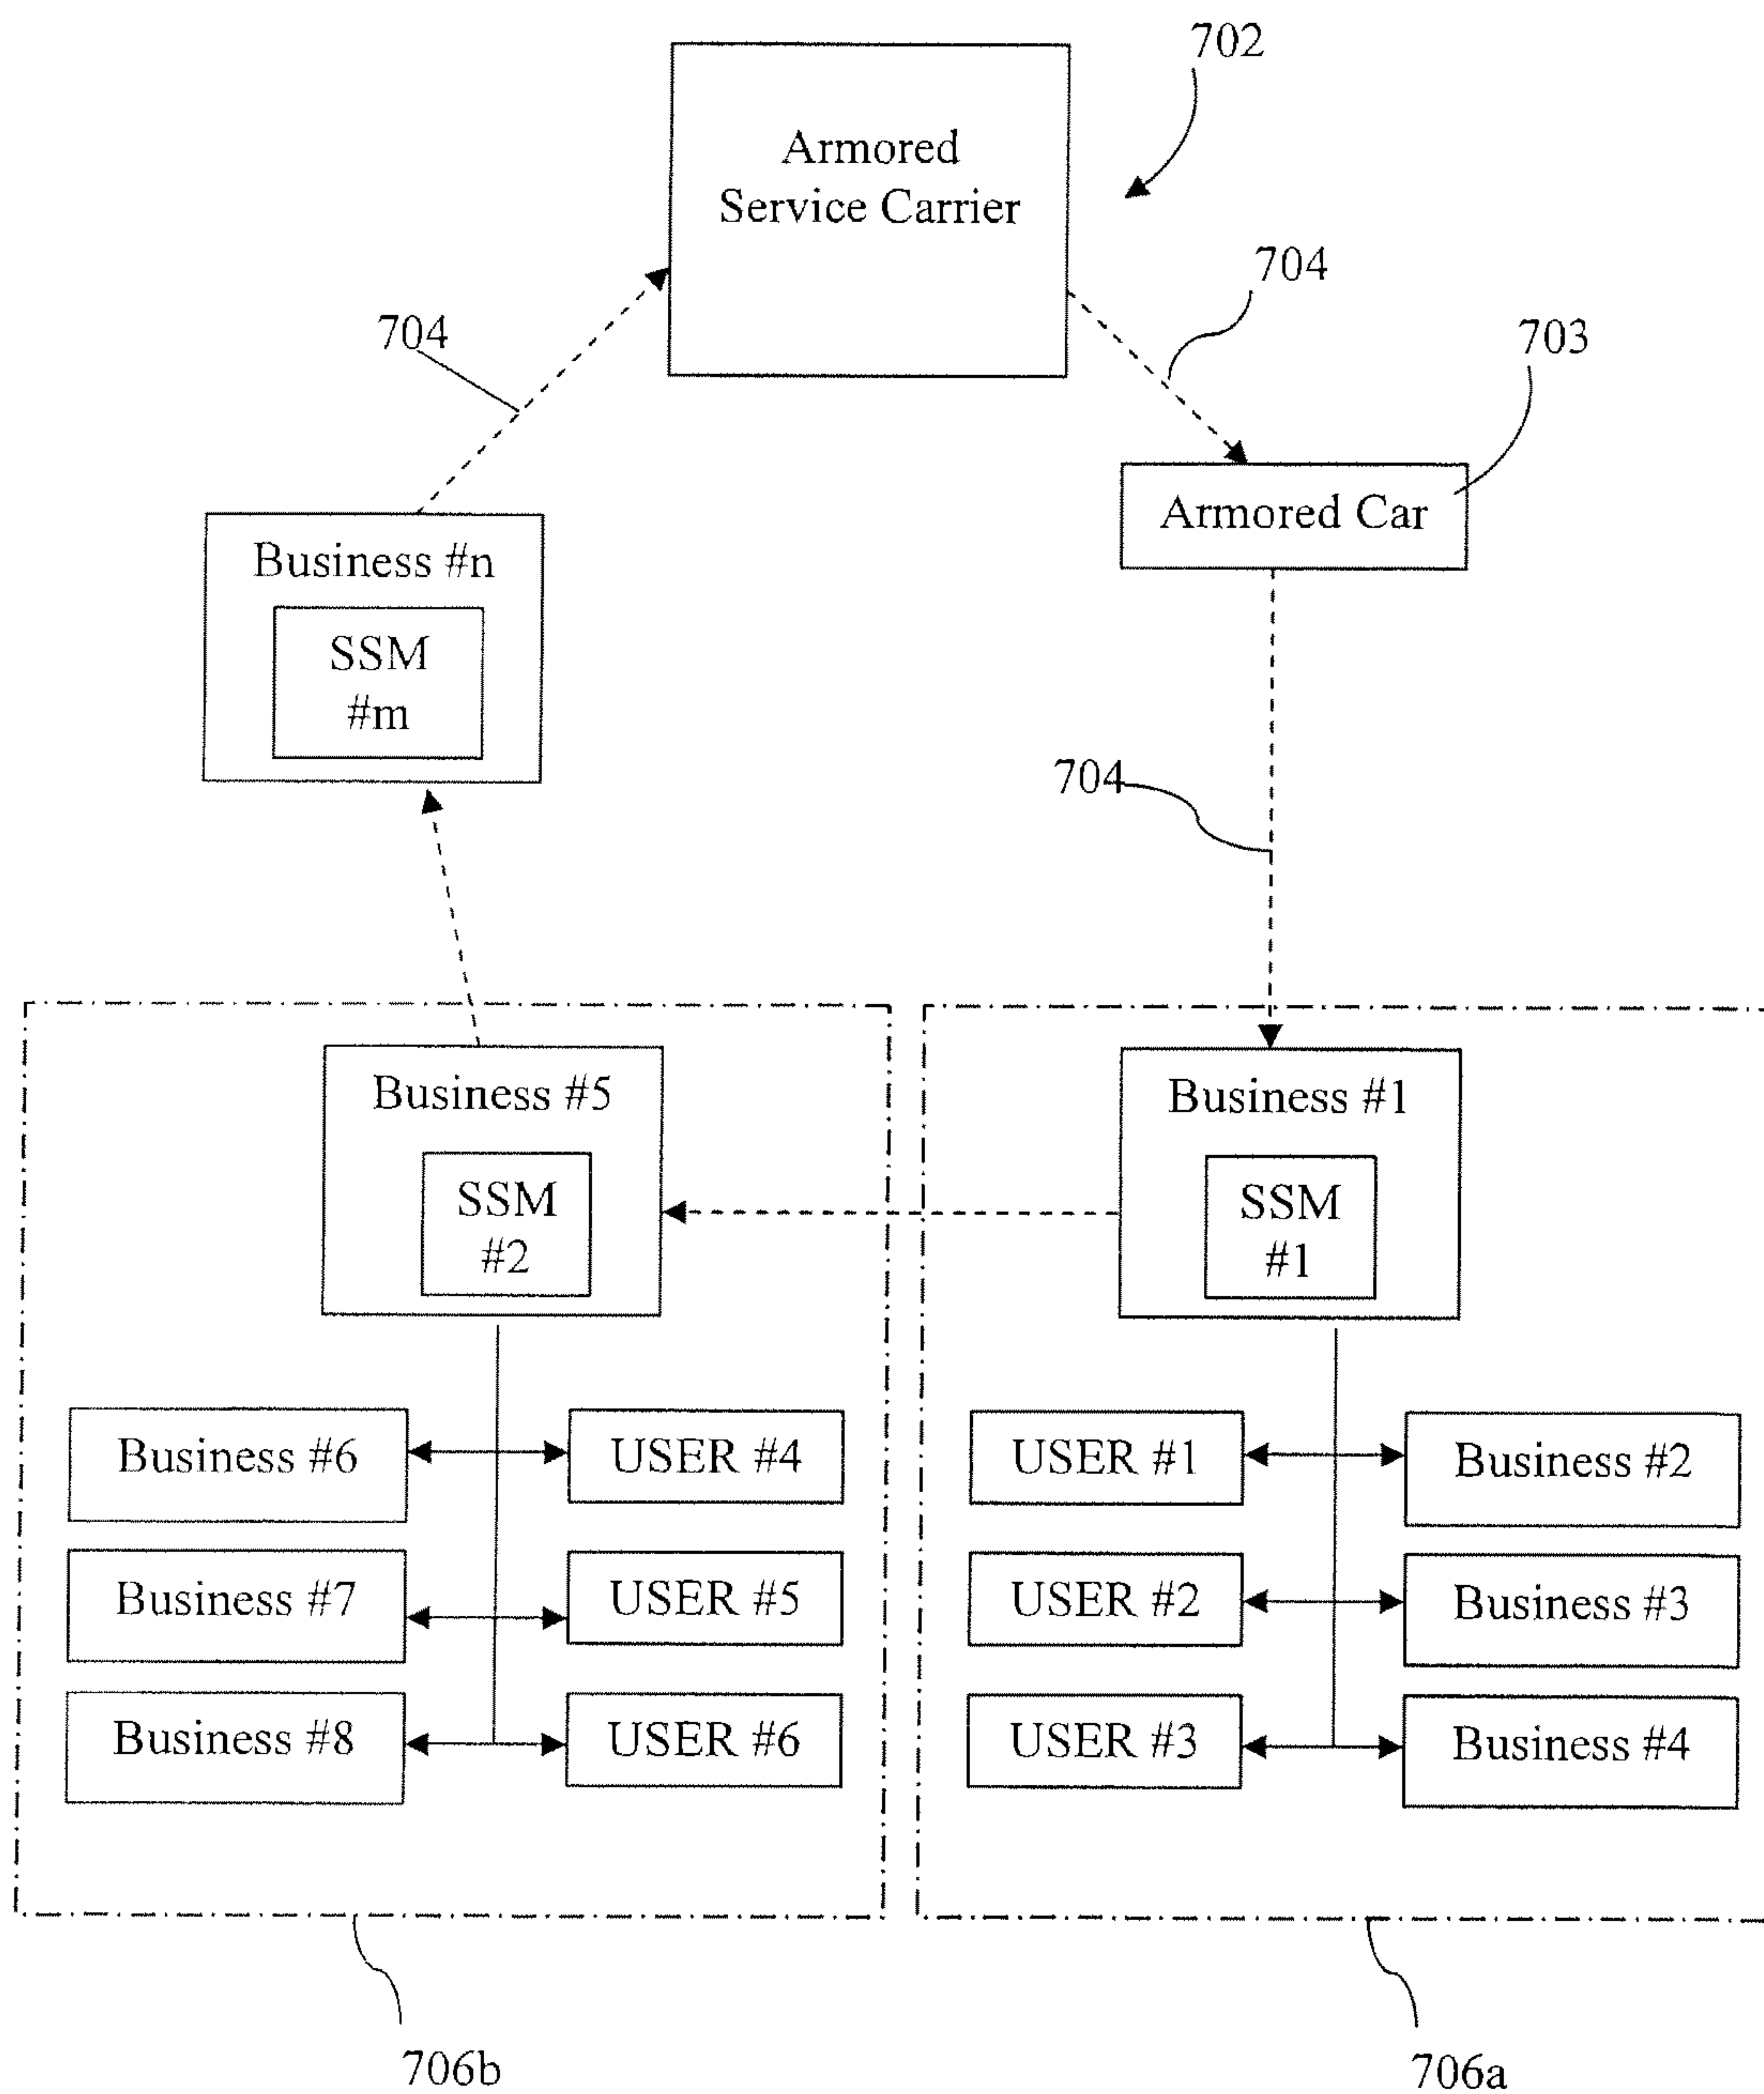 702
Armored
Service Carrier
704
704
703
Armored Car
Business #n
SSM
#m
704
Business #5
SSM
#2
Business #1
SSM
#1
Business #6
USER #4
USER #1
Business #2
Business #7
USER #5
USER #2
Business #3
Business #8
USER #6
USER #3
Business #4
706b
706a